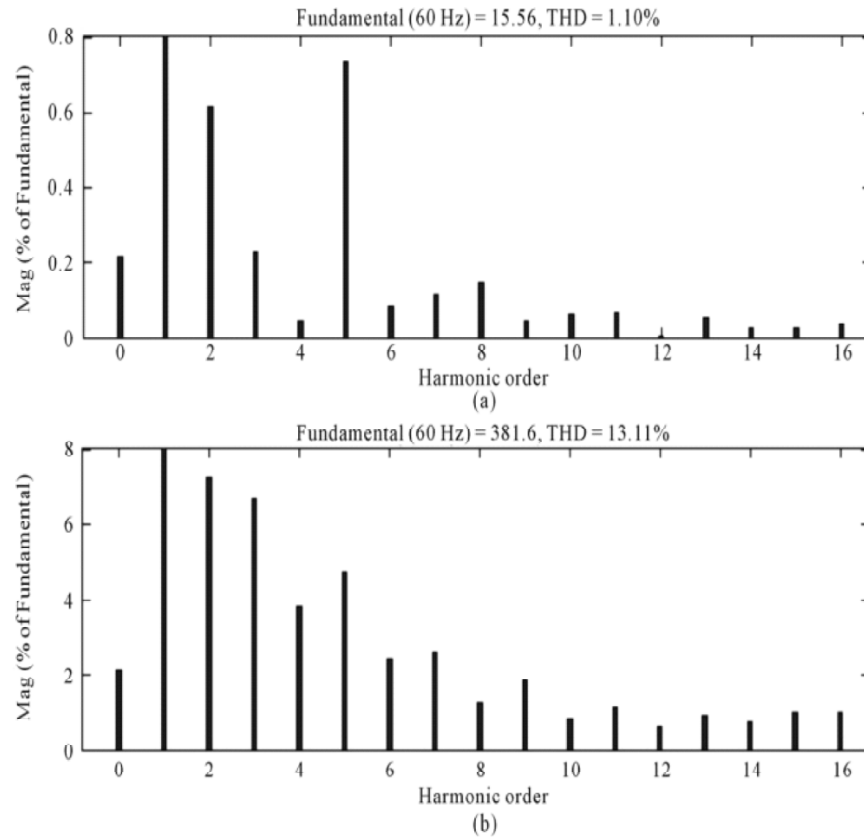 Fundamental (60 Hz) = 15.56, THD = 1.10%
0.8
0.6
0.4
0.2
0
Mag (% of Fundamental)
0 2 4 6 8 10 12 14 16
Harmonic order
(a)
Fundamental (60 Hz) = 381.6, THD = 13.11%
8
6
4
2
0
Mag (% of Fundamental)
0 2 4 6 8 10 12 14 16
Harmonic order
(b)